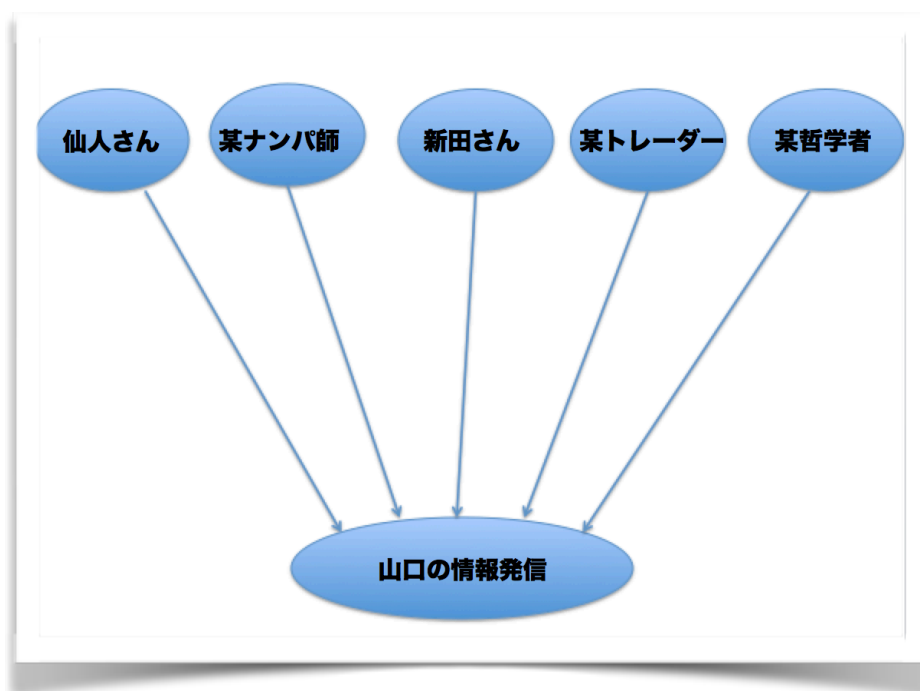 仙人さん
某ナンパ師
新田さん
某トレーダー
某哲学者
山口の情報発信